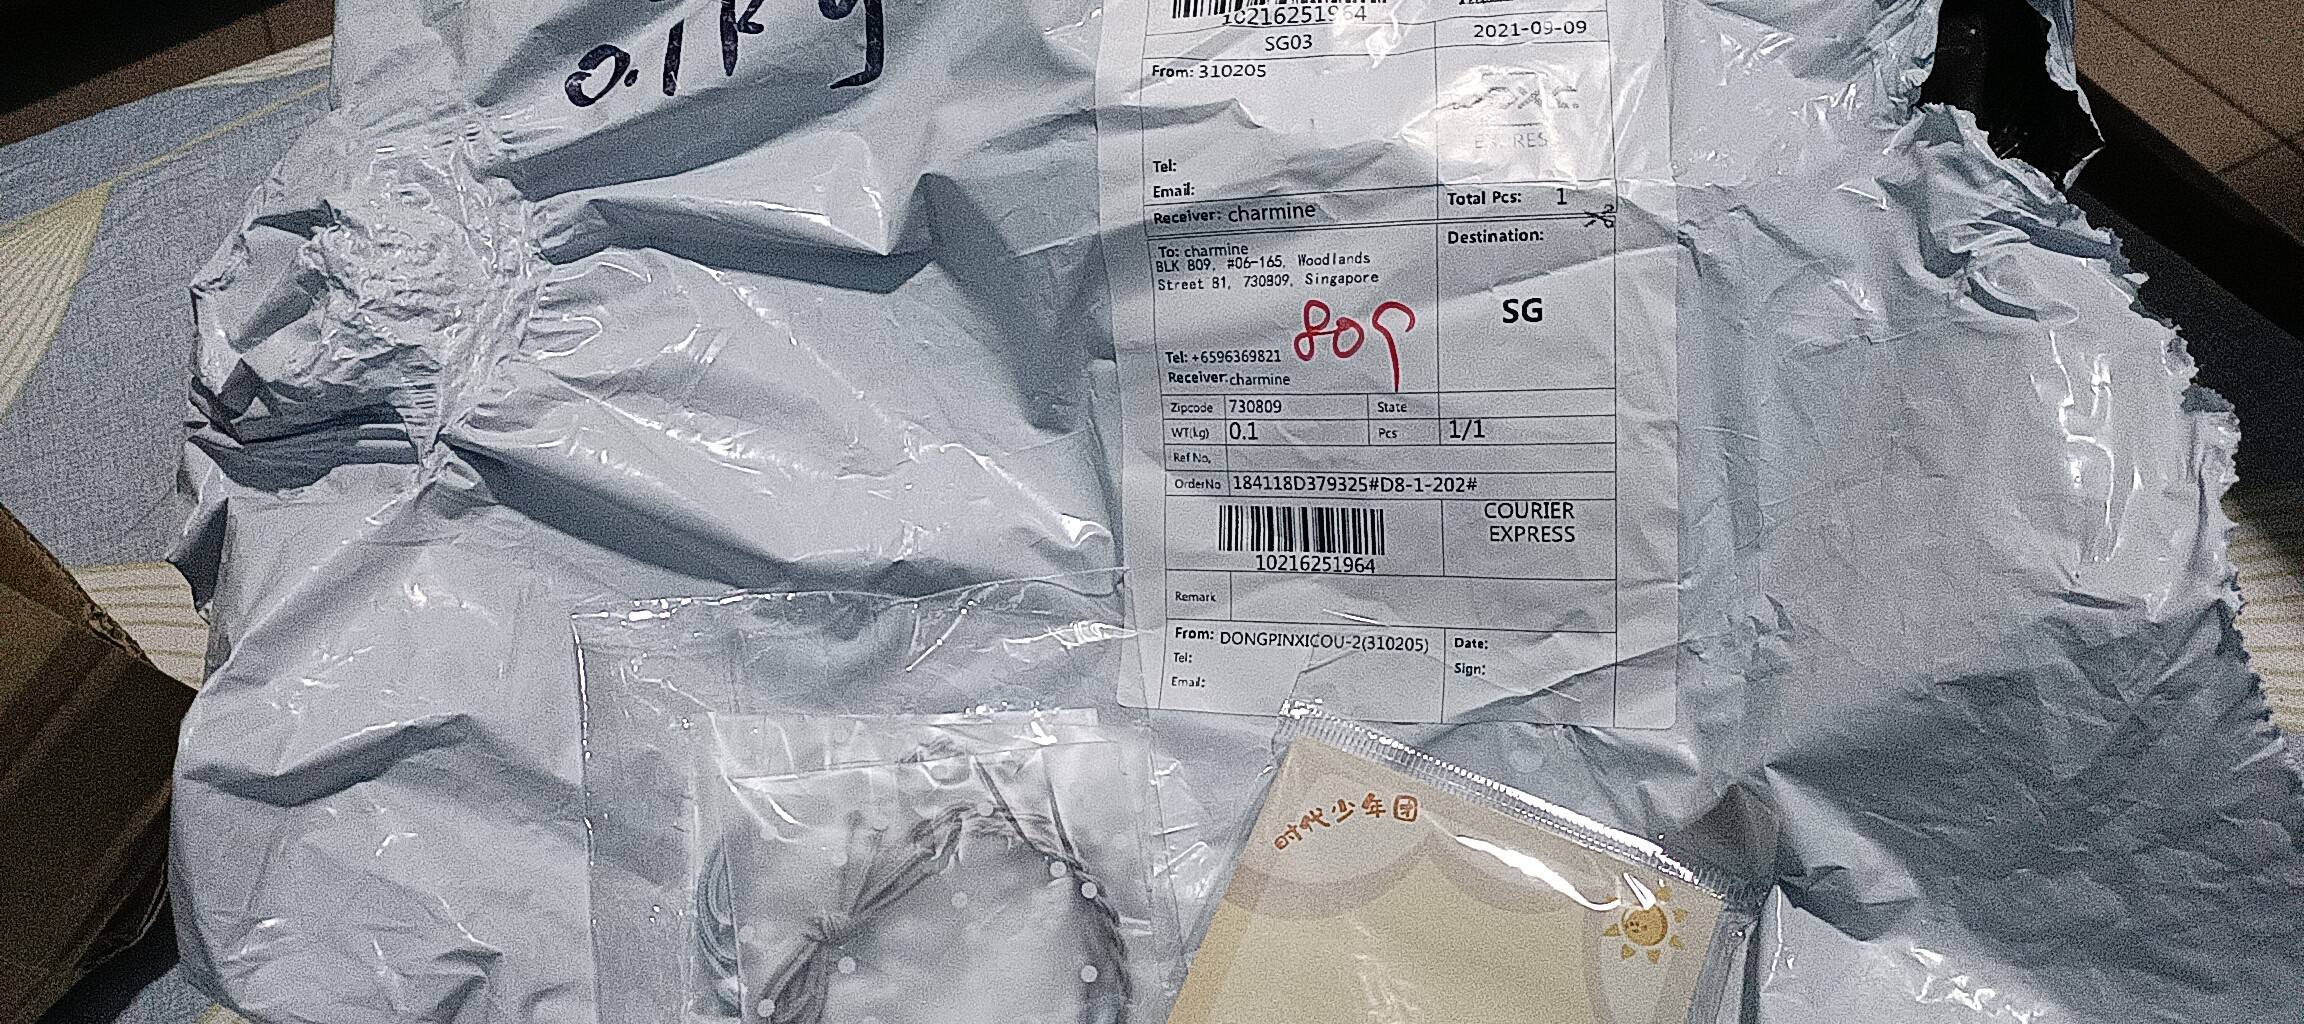 0.1kg
10216251964
SG03
2021-09-09
From: 310205
EXPRESS
Tel:
Email:
Receiver: charmine
Total Pcs: 1
To: charmine
BLK 809, #06-165, Woodlands
Street 81, 730809, Singapore
Destination:
SG
809
Tel: +6596369821
Receiver: charmine
Zipcode 730809 State
WT(kg) 0.1 Pcs 1/1
Ref No,
OrderNo 184118D379325#D8-1-202#
10216251964
COURIER
EXPRESS
Remark
From: DONGPINXICOU-2(310205)
Tel:
Email:
Date:
Sign:
时代少年团